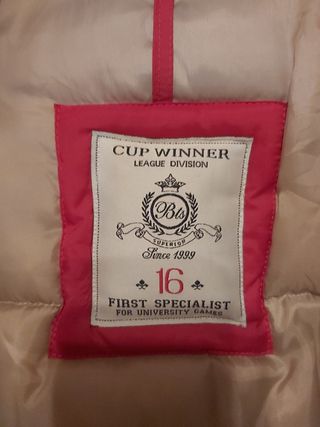 CUP WINNER
LEAGUE DIVISION
Bts
SUPERIOR
Since 1999
16
FIRST SPECIALIST
FOR UNIVERSITY GAMES